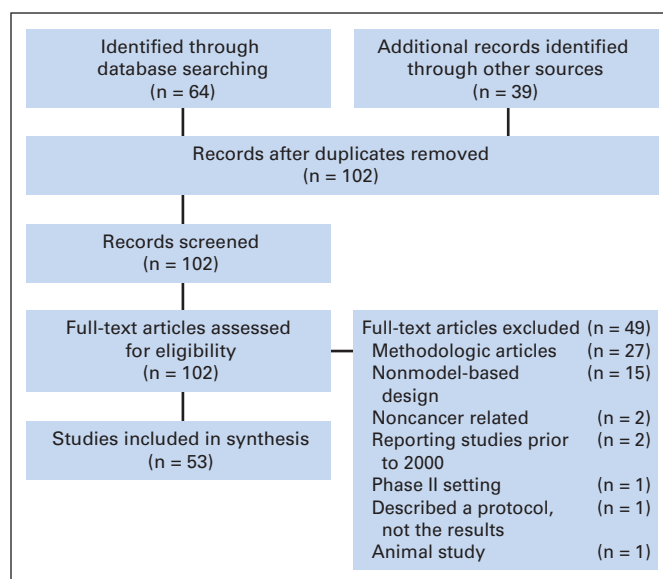 Identified through
database searching
(n = 64)
Additional records identified
through other sources
(n = 39)
Records after duplicates removed
(n = 102)
Records screened
(n = 102)
Full-text articles assessed
for eligibility
(n = 102)
Full-text articles excluded (n = 49)
Methodologic articles (n = 27)
Nonmodel-based (n = 15)
design
Noncancer related (n = 2)
Reporting studies prior (n = 2)
to 2000
Phase II setting (n = 1)
Described a protocol, (n = 1)
not the results
Animal study (n = 1)
Studies included in synthesis
(n = 53)